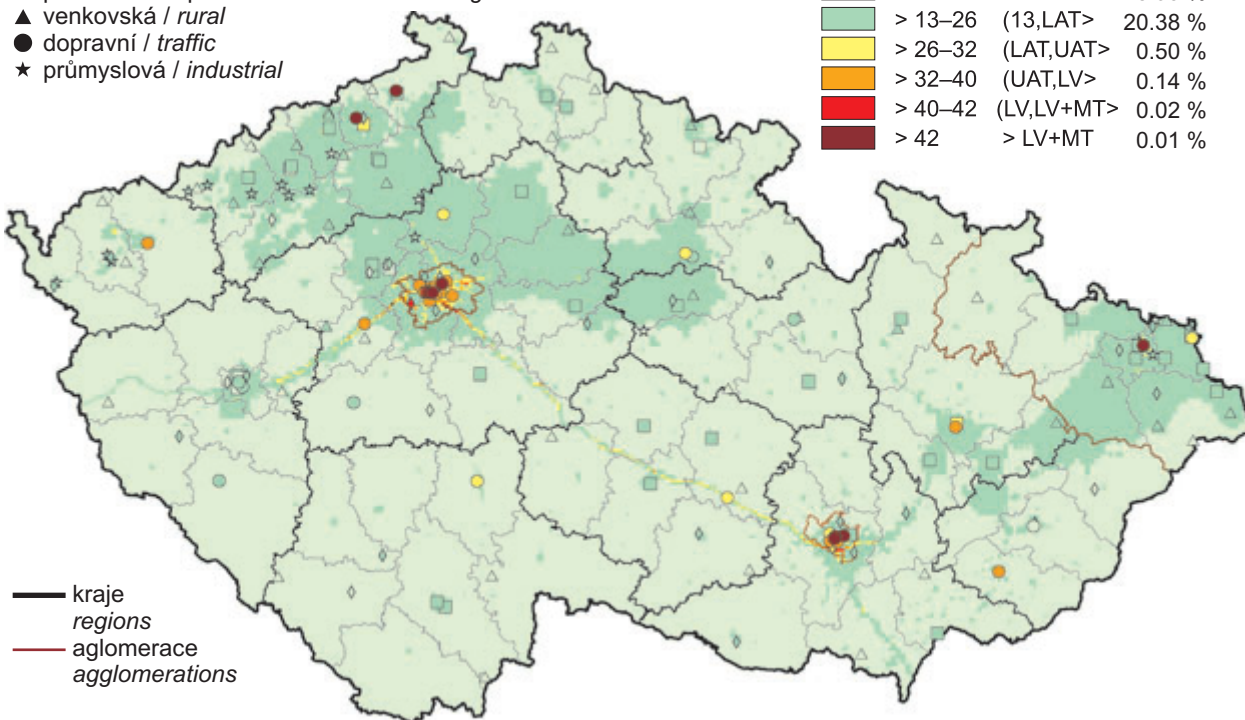 ▲ venkovská / rural
● dopravní / traffic
★ průmyslová / industrial
> 13–26 (13,LAT> 20.38 %
> 26–32 (LAT,UAT> 0.50 %
> 32–40 (UAT,LV> 0.14 %
> 40–42 (LV,LV+MT> 0.02 %
> 42 > LV+MT 0.01 %
kraje
regions
aglomerace
agglomerations